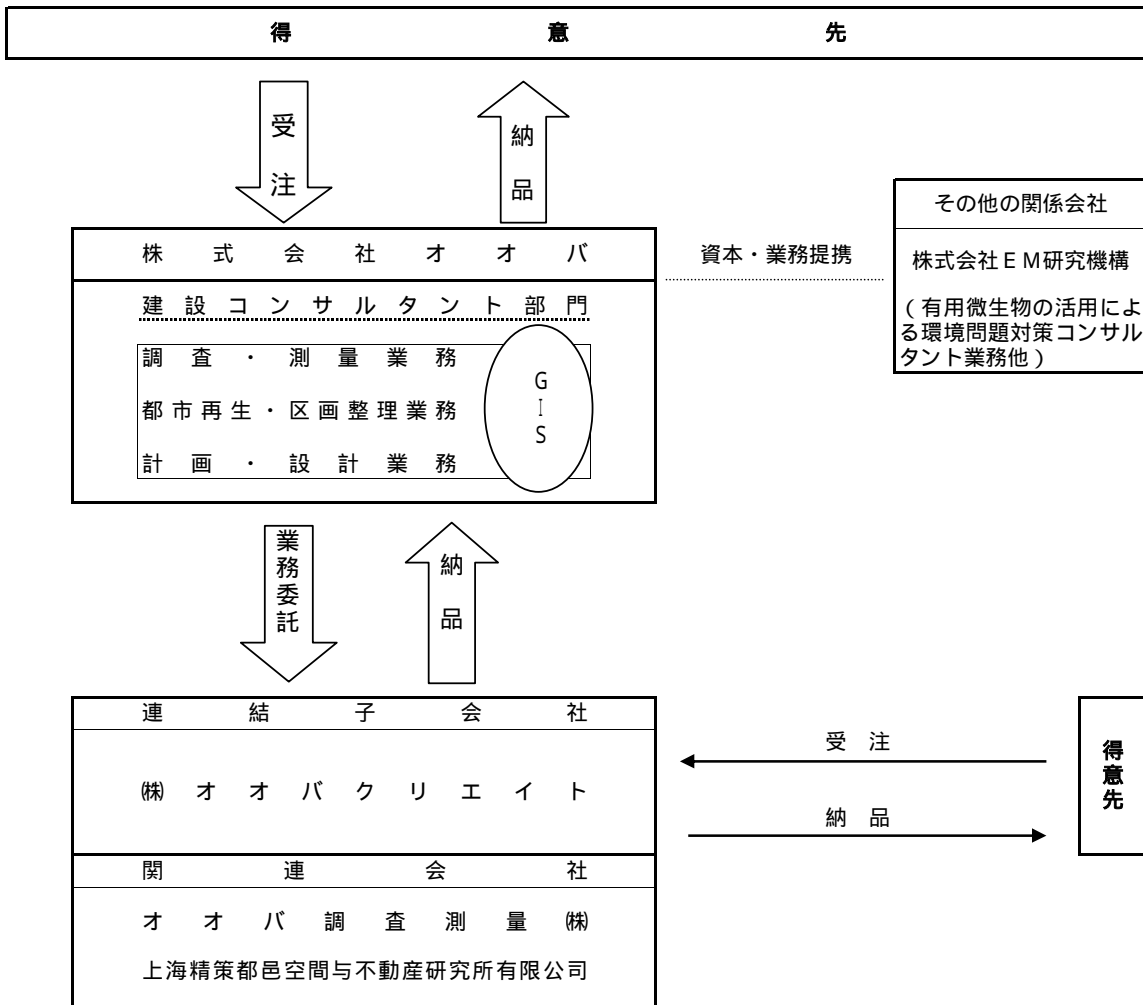 得意先
受注
納品
株式会社オオバ
建設コンサルタント部門
調査・測量業務
都市再生・区画整理業務
計画・設計業務
GIS
資本・業務提携
その他の関係会社
株式会社EM研究機構
(有用微生物の活用によ
る環境問題対策コンサル
タント業務他)
業務委託
納品
連結子会社
㈱オオバクリエイト
関連会社
オオバ調査測量㈱
上海精策都邑空間与不動産研究所有限公司
受注
納品
得意先